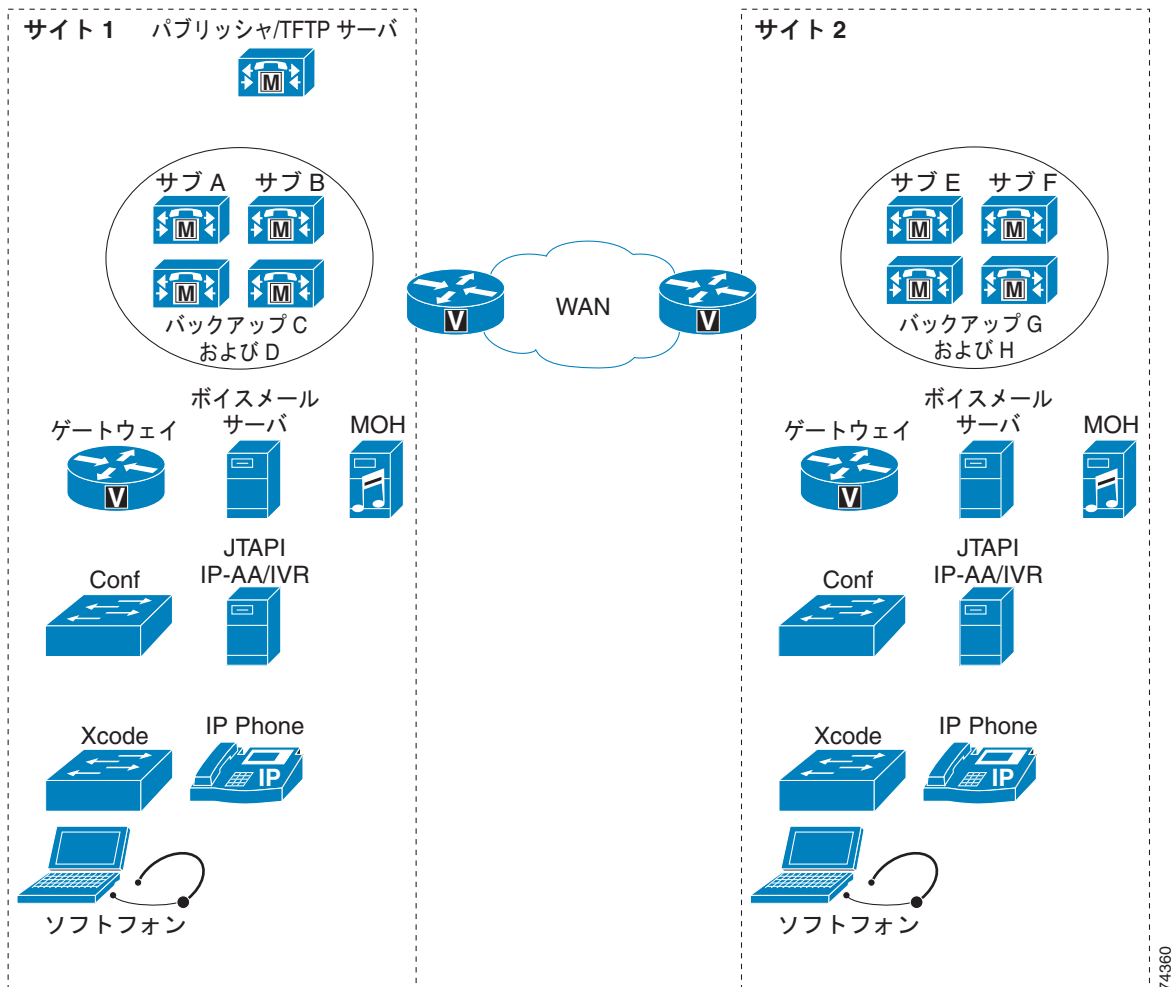 サイト 1
パブリッシャ/TFTP サーバ
M
サブ A
サブ B
M
M
M
M
バックアップ C
および D
V
WAN
V
サイト 2
サブ E
サブ F
M
M
M
M
バックアップ G
および H
ゲートウェイ
V
ボイスメール
サーバ
MOH
Conf
JTAPI
IP-AA/IVR
Xcode
IP Phone
IP
ソフトフォン
ゲートウェイ
V
ボイスメール
サーバ
MOH
Conf
JTAPI
IP-AA/IVR
Xcode
IP Phone
IP
ソフトフォン
74360